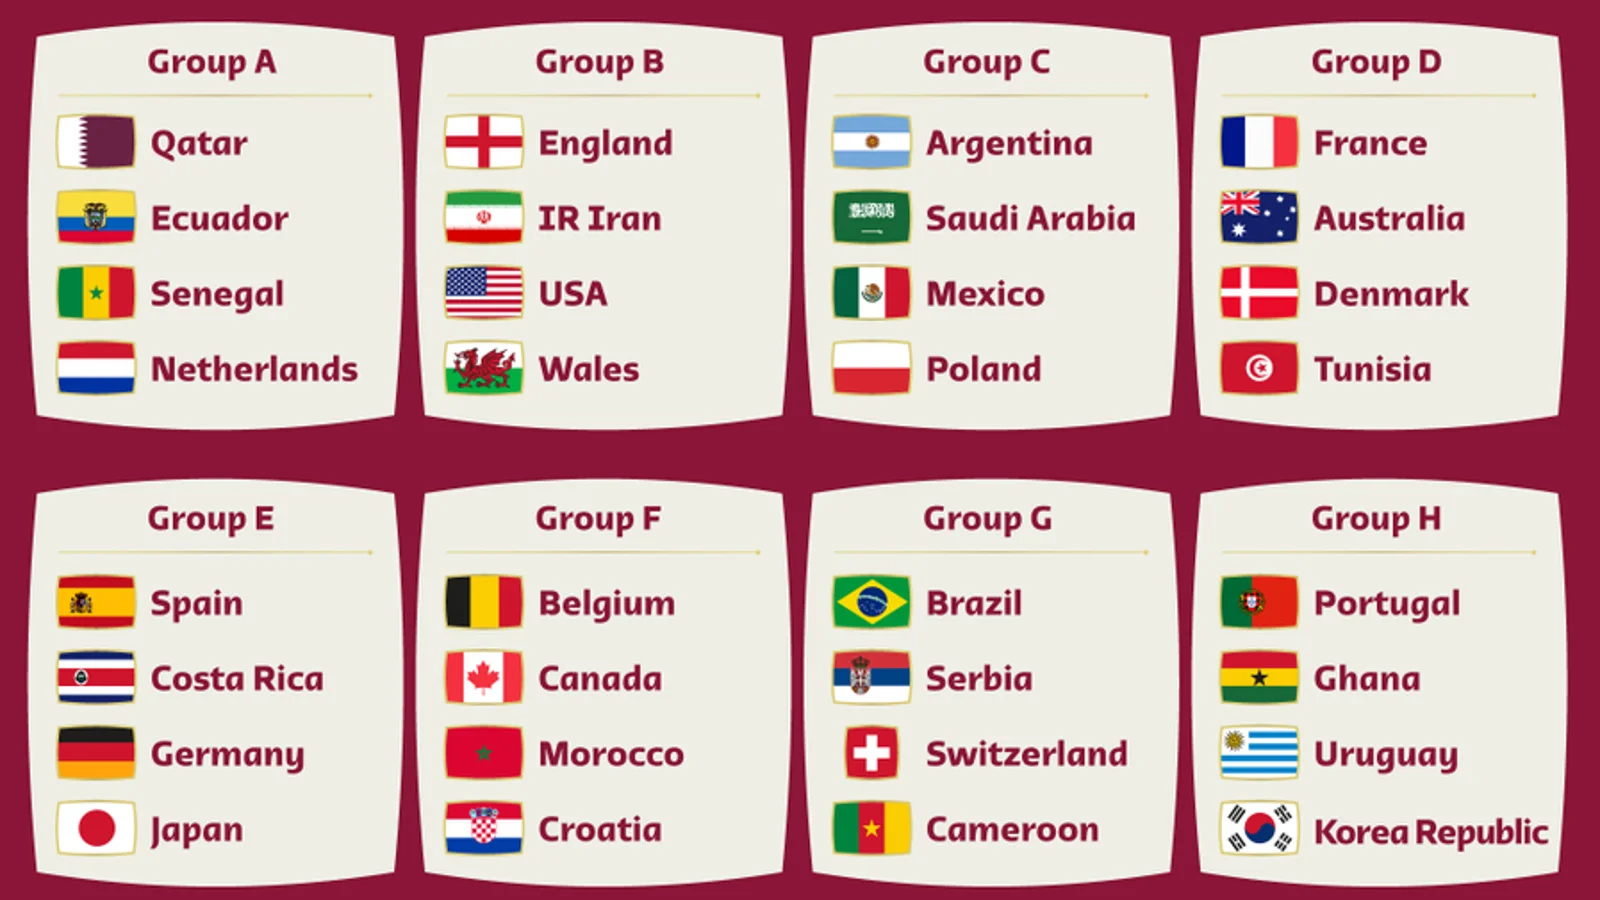 Group A
Qatar
Ecuador
Senegal
Netherlands
Group B
England
IR Iran
USA
Wales
Group C
Argentina
Saudi Arabia
Mexico
Poland
Group D
France
Australia
Denmark
Tunisia
Group E
Spain
Costa Rica
Germany
Japan
Group F
Belgium
Canada
Morocco
Croatia
Group G
Brazil
Serbia
Switzerland
Cameroon
Group H
Portugal
Ghana
Uruguay
Korea Republic